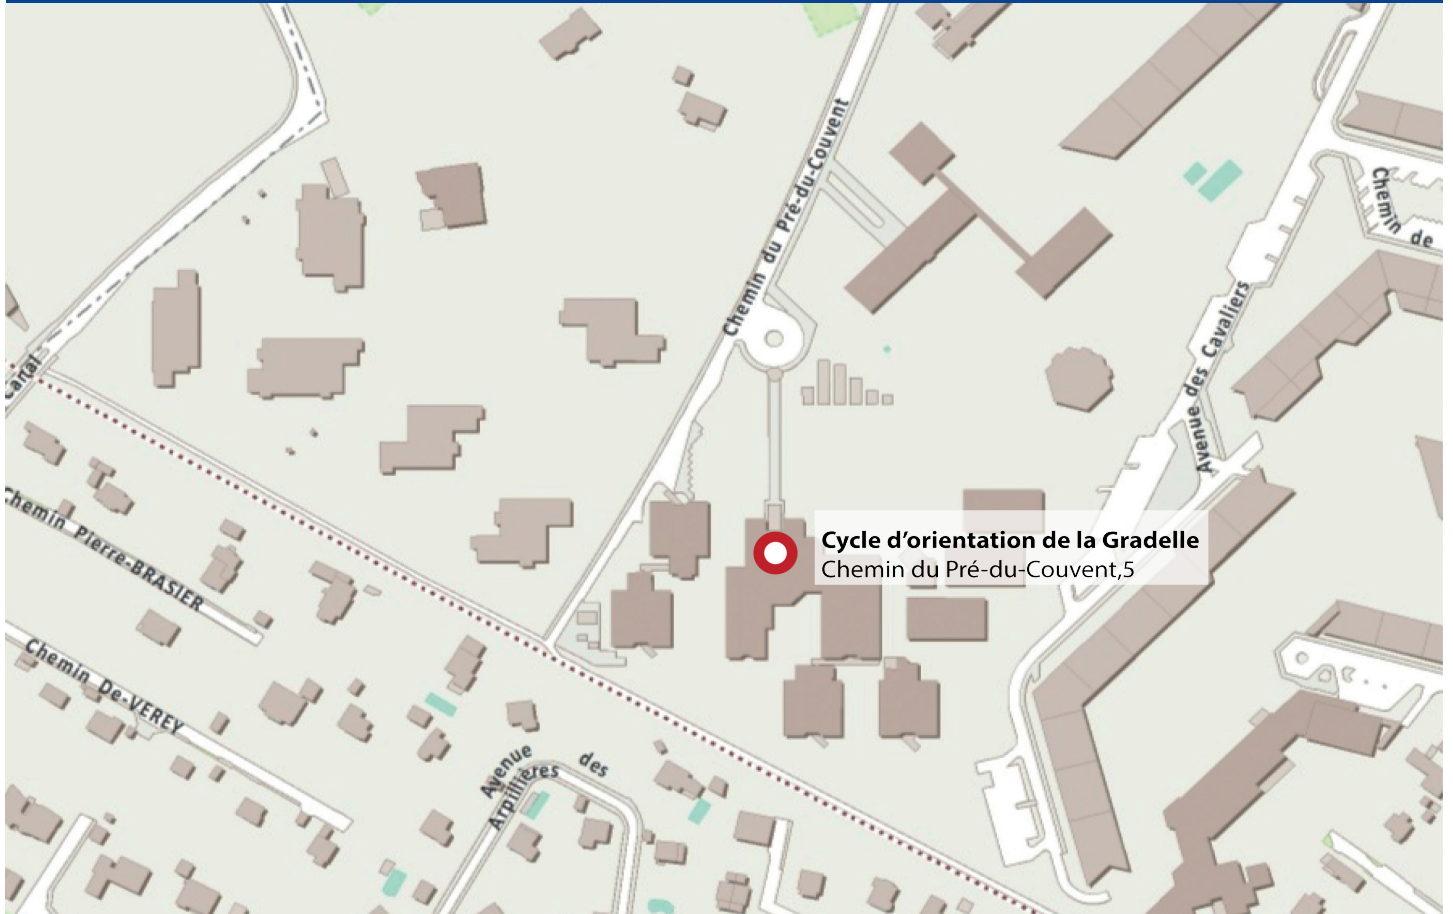 Chemin du Pré-du-Couvent
Chemin de
Avenue des Cavaliers
Canal
Chemin Pierre-BRASIER
Cycle d’orientation de la Gradelle
Chemin du Pré-du-Couvent,5
Chemin De-VEREY
Avenue des
Arpillières